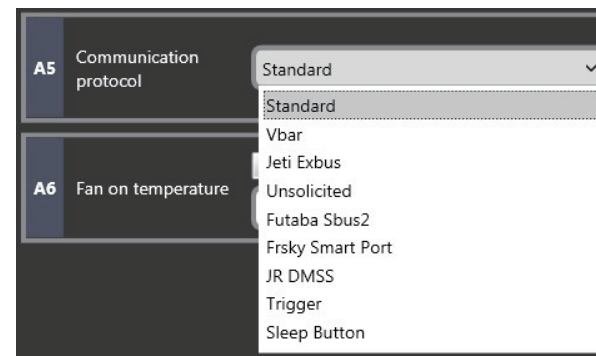 A5
Communication
protocol
Standard
Standard
Vbar
Jeti Exbus
Unsolicited
Futaba Sbus2
Frsky Smart Port
JR DMSS
Trigger
Sleep Button
A6
Fan on temperature